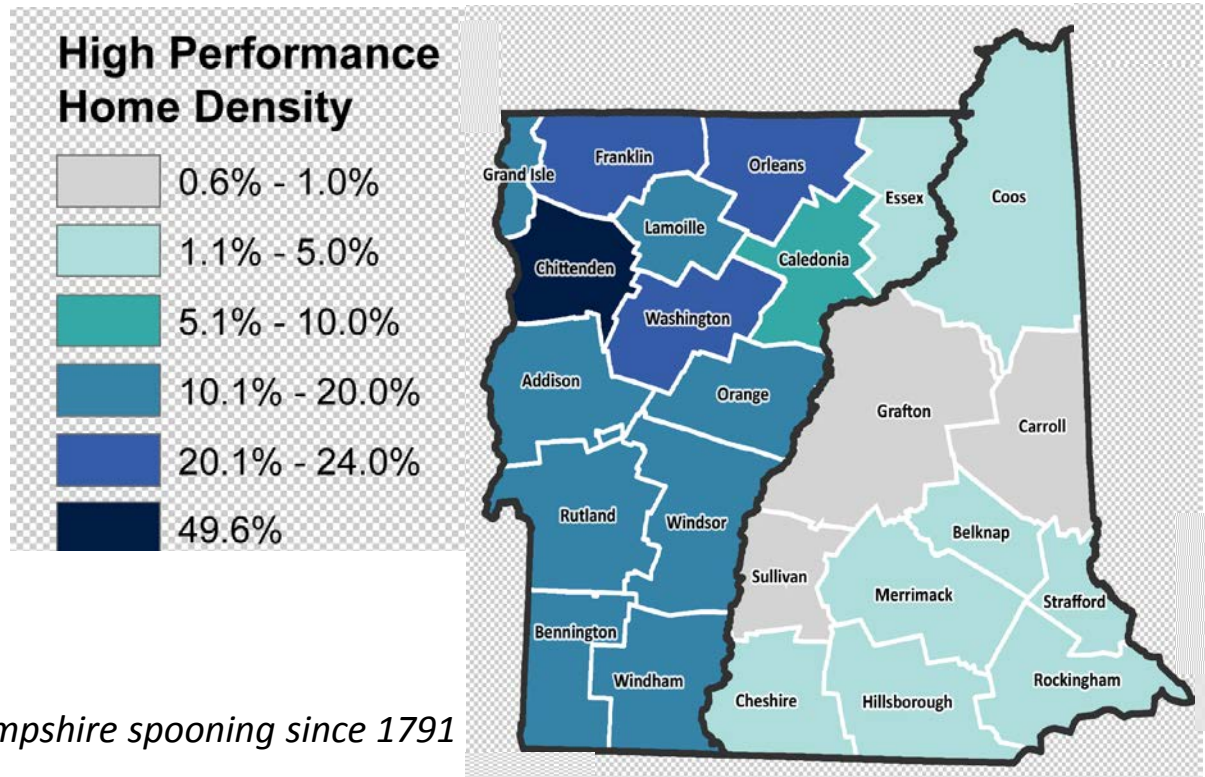 High Performance
Home Density
0.6% - 1.0%
1.1% - 5.0%
5.1% - 10.0%
10.1% - 20.0%
20.1% - 24.0%
49.6%
Grand Isle
Franklin
Orleans
Essex
Coos
Lamoille
Chittenden
Caledonia
Washington
Addison
Orange
Grafton
Carroll
Rutland
Windsor
Belknap
Sullivan
Merrimack
Strafford
Bennington
Windham
Cheshire
Hillsborough
Rockingham
mpshire spooning since 1791